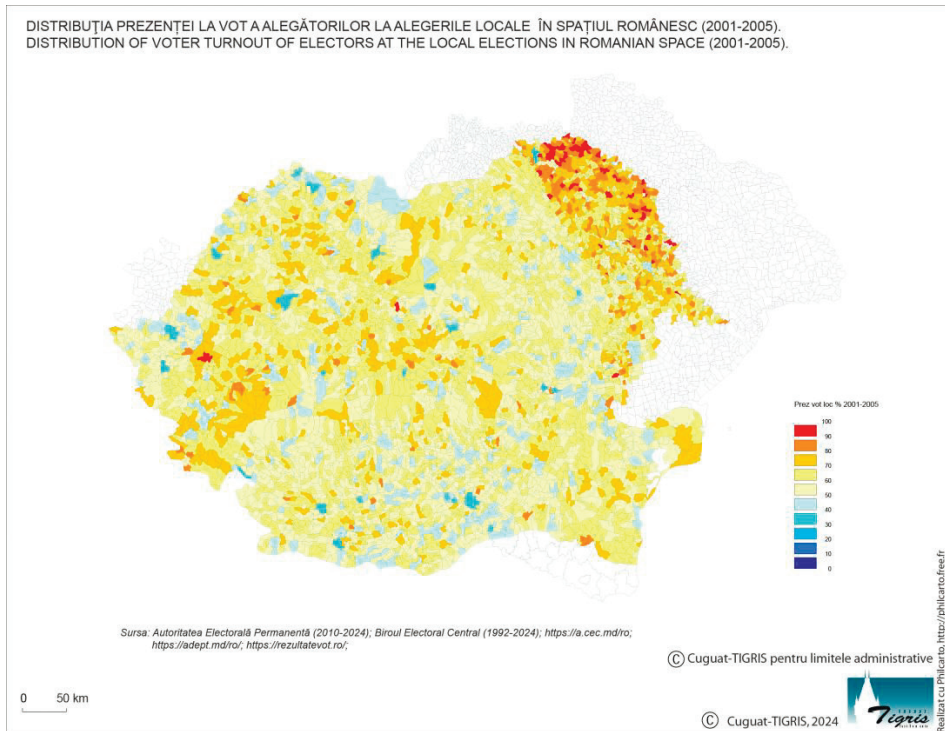 DISTRIBUȚIA PREZENȚEI LA VOT A ALEGĂTORILOR LA ALEGERILE LOCALE ÎN SPAȚIUL ROMÂNESC (2001-2005).
DISTRIBUTION OF VOTER TURNOUT OF ELECTORS AT THE LOCAL ELECTIONS IN ROMANIAN SPACE (2001-2005).
Prez vot loc % 2001-2005
100
90
80
70
60
50
40
30
20
10
0
Sursa: Autoritatea Electorală Permanentă (2010-2024); Biroul Electoral Central (1992-2024); https://a.cec.md/ro;
https://adept.md/ro/; https://rezultatevot.ro/;
© Cuguat-TIGRIS pentru limitele administrative
0 50 km
Tigris
© Cuguat-TIGRIS, 2024
Realizat cu Philcarto, http://philcarto.free.fr